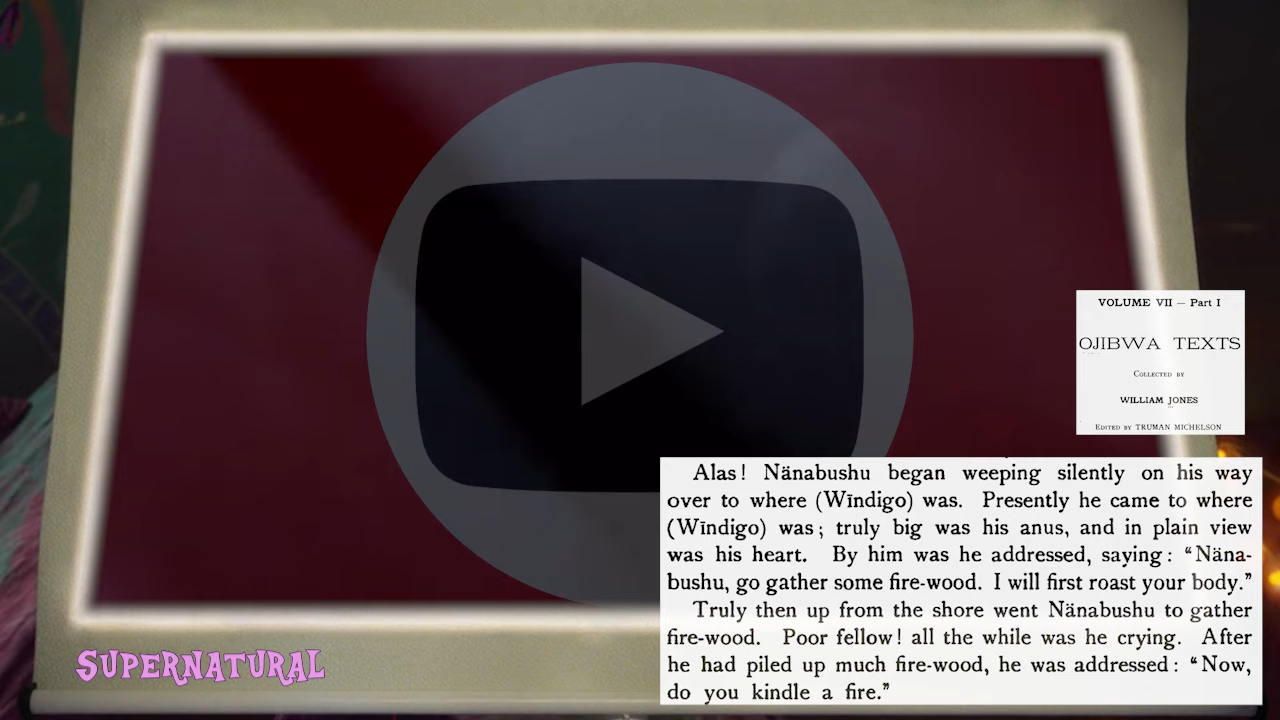 VOLUME VII — Part I
OJIBWA TEXTS
COLLECTED BY
WILLIAM JONES
EDITED BY TRUMAN MICHELSON
Alas! Nänabushu began weeping silently on his way
over to where (Wīndigo) was. Presently he came to where
(Wīndigo) was; truly big was his anus, and in plain view
was his heart. By him was he addressed, saying: “Näna-
bushu, go gather some fire-wood. I will first roast your body.”
Truly then up from the shore went Nänabushu to gather
fire-wood. Poor fellow! all the while was he crying. After
he had piled up much fire-wood, he was addressed: “Now,
do you kindle a fire.”
SUPERNATURAL